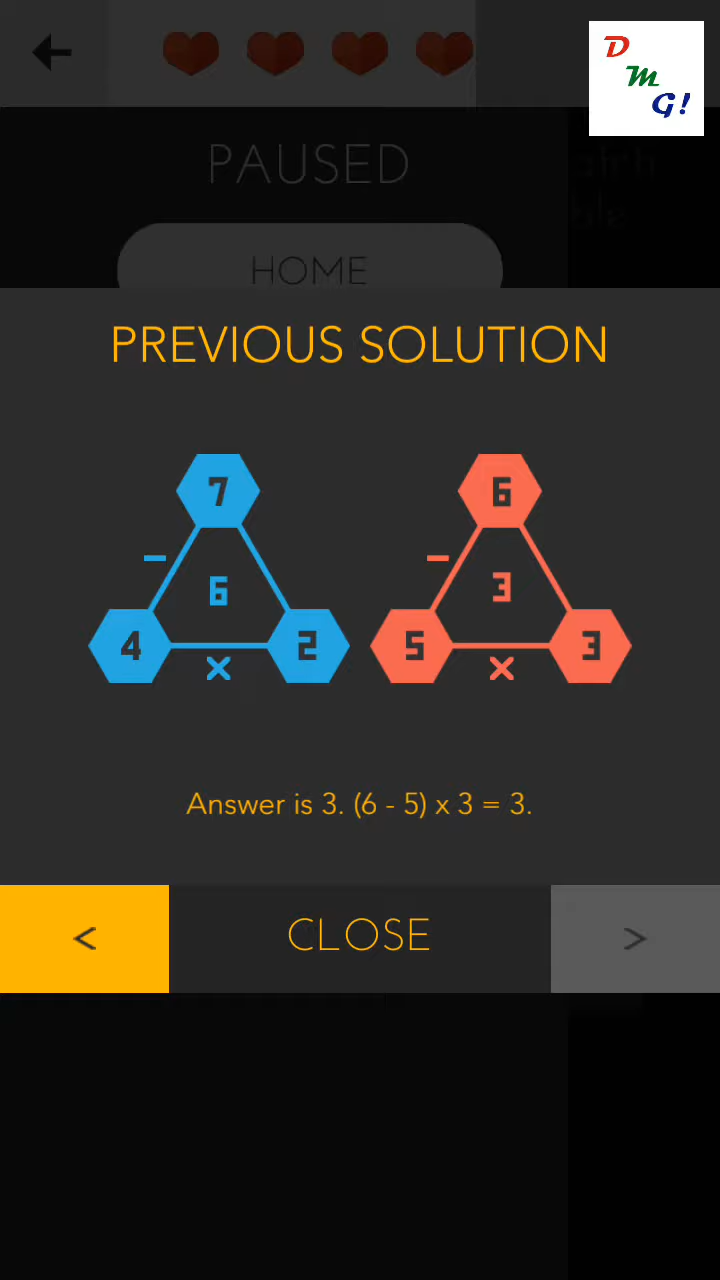 D
M
G!
PAUSED
HOME
PREVIOUS SOLUTION
7 6
- 6 - 3
4 x 2 5 x 3
Answer is 3. (6 - 5) x 3 = 3.
< CLOSE >